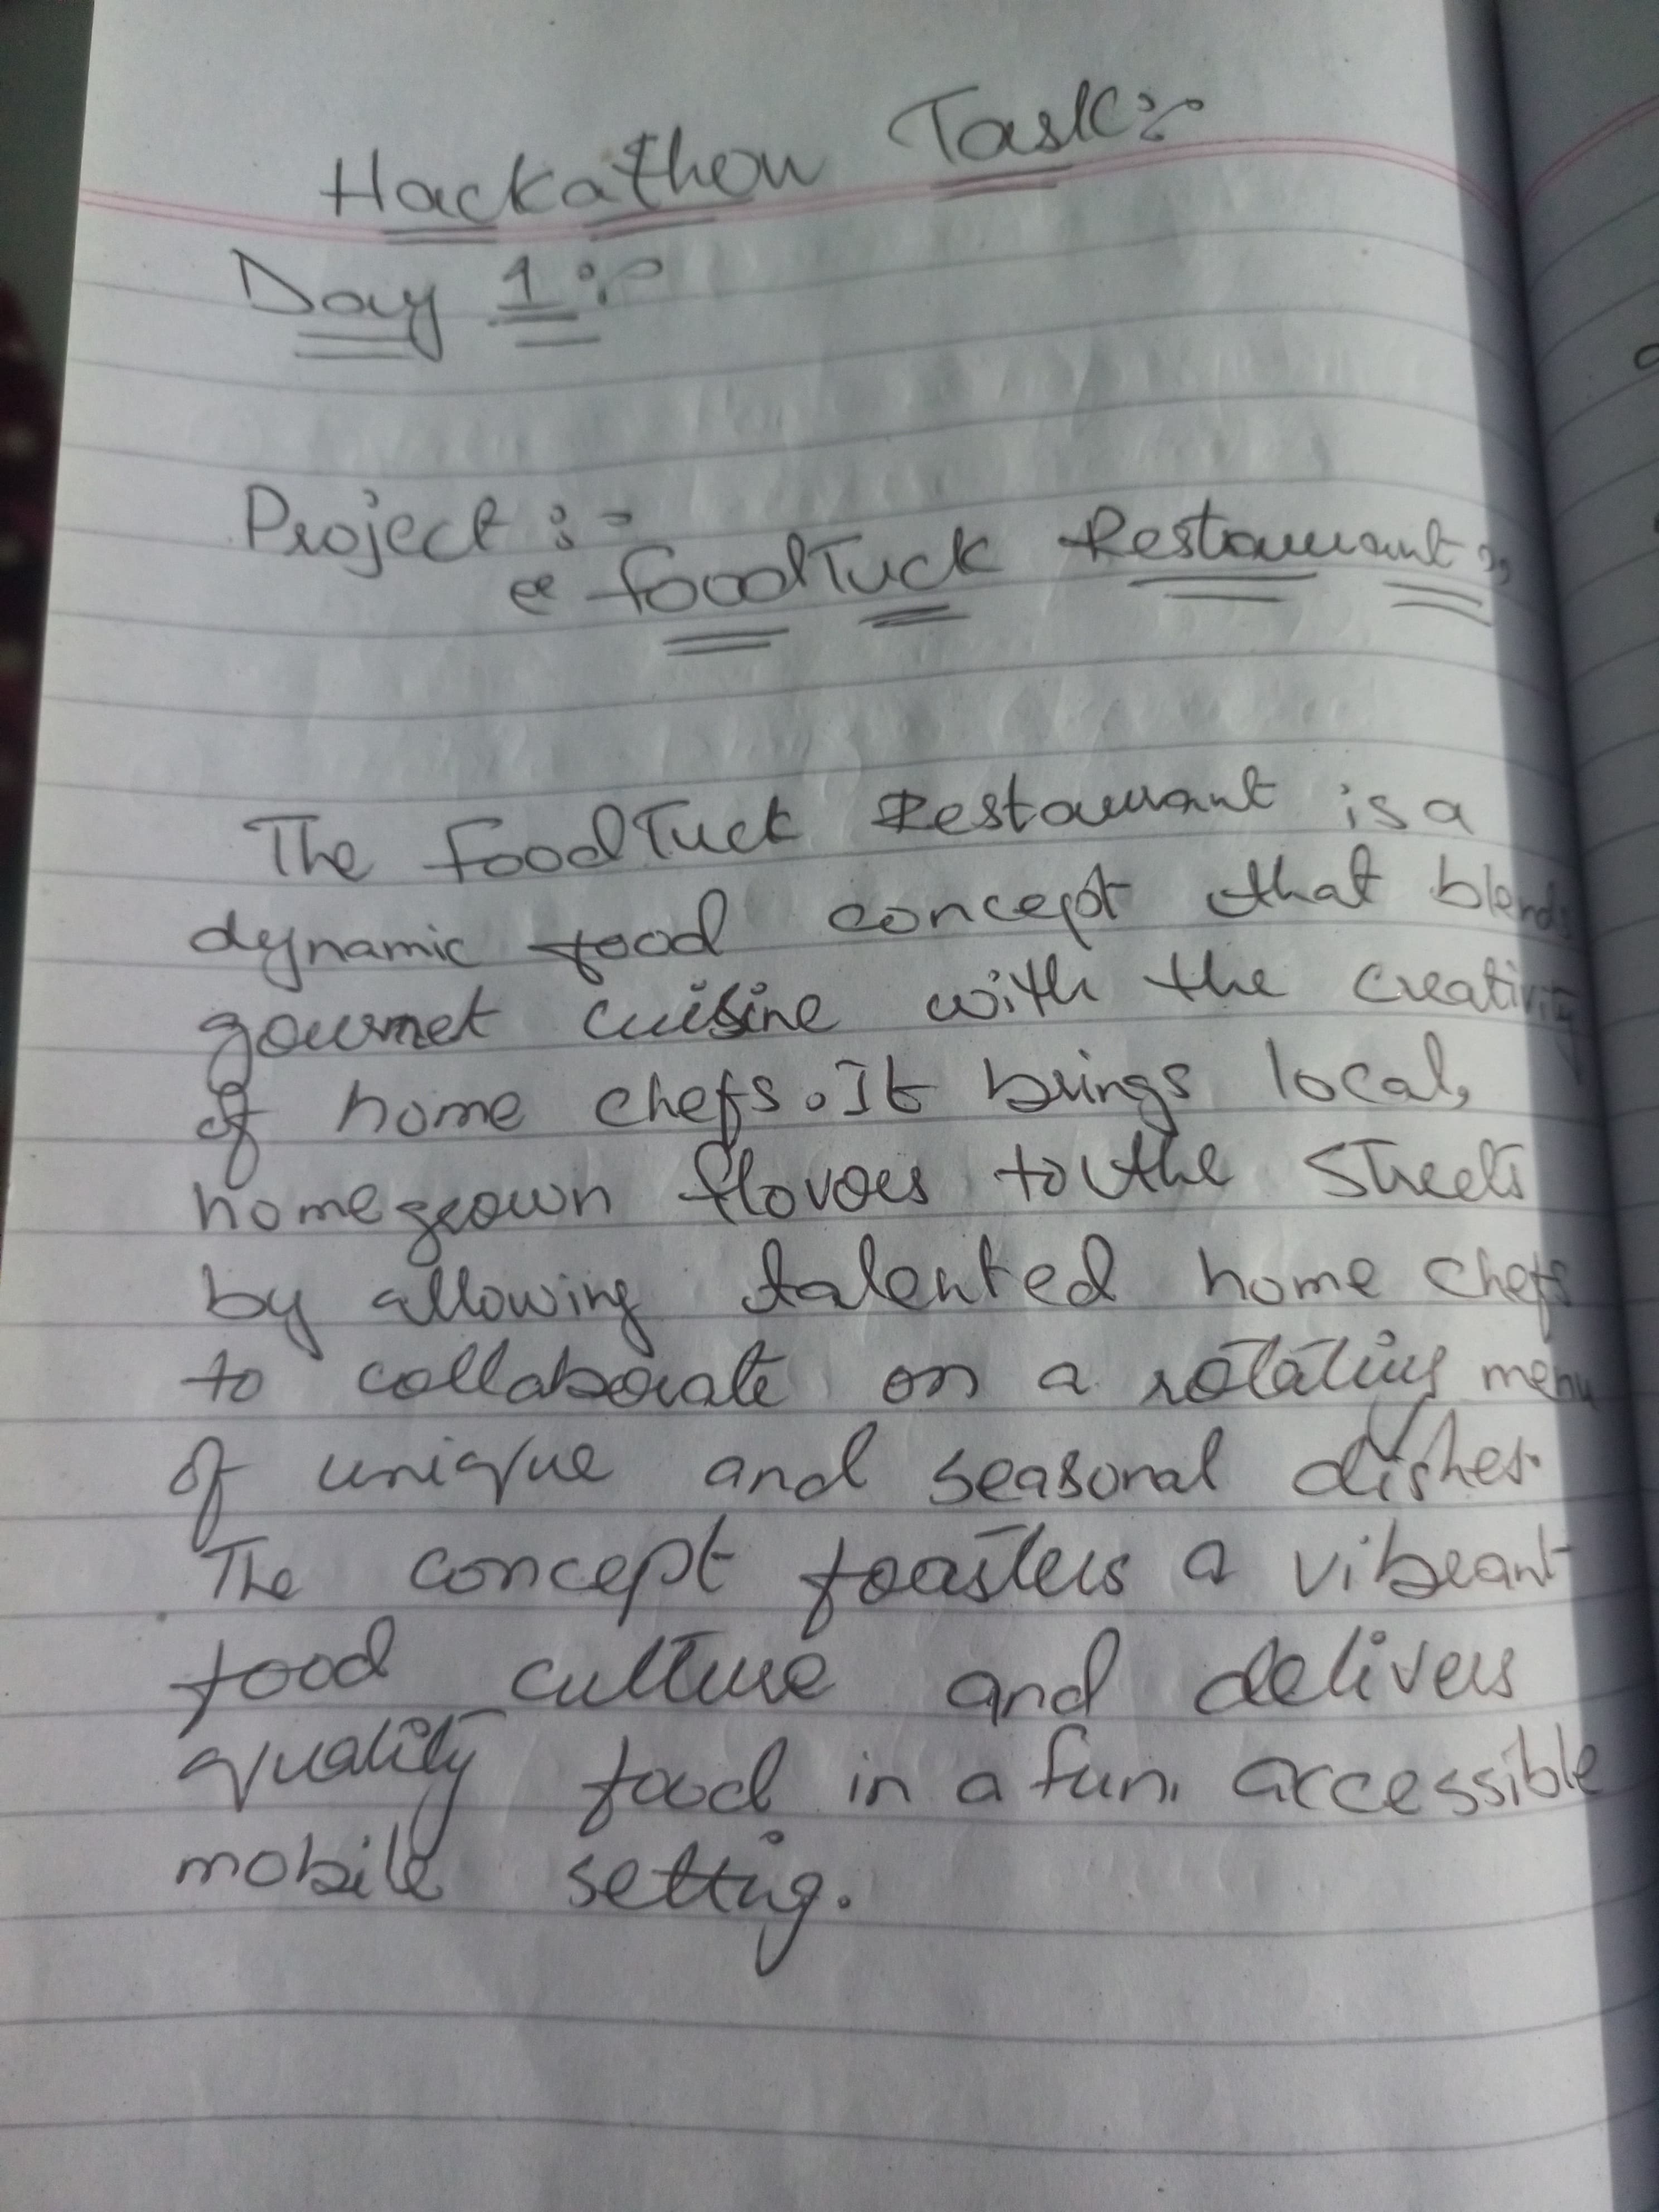 Hackathon Task:-
Day 1:-
Project :-
" FoodTuck Restaurant "
The FoodTuck Restaurant is a
dynamic food concept that blends
gourmet cuisine with the creativity
of home chefs. It brings local,
homegrown flovors to the Streets
by allowing talented home chefs
to collaborate on a rotating menu
of unique and seasonal dishes.
The concept foasters a vibrant
food culture and delivers
quality food in a fun, accessible
mobile setting.